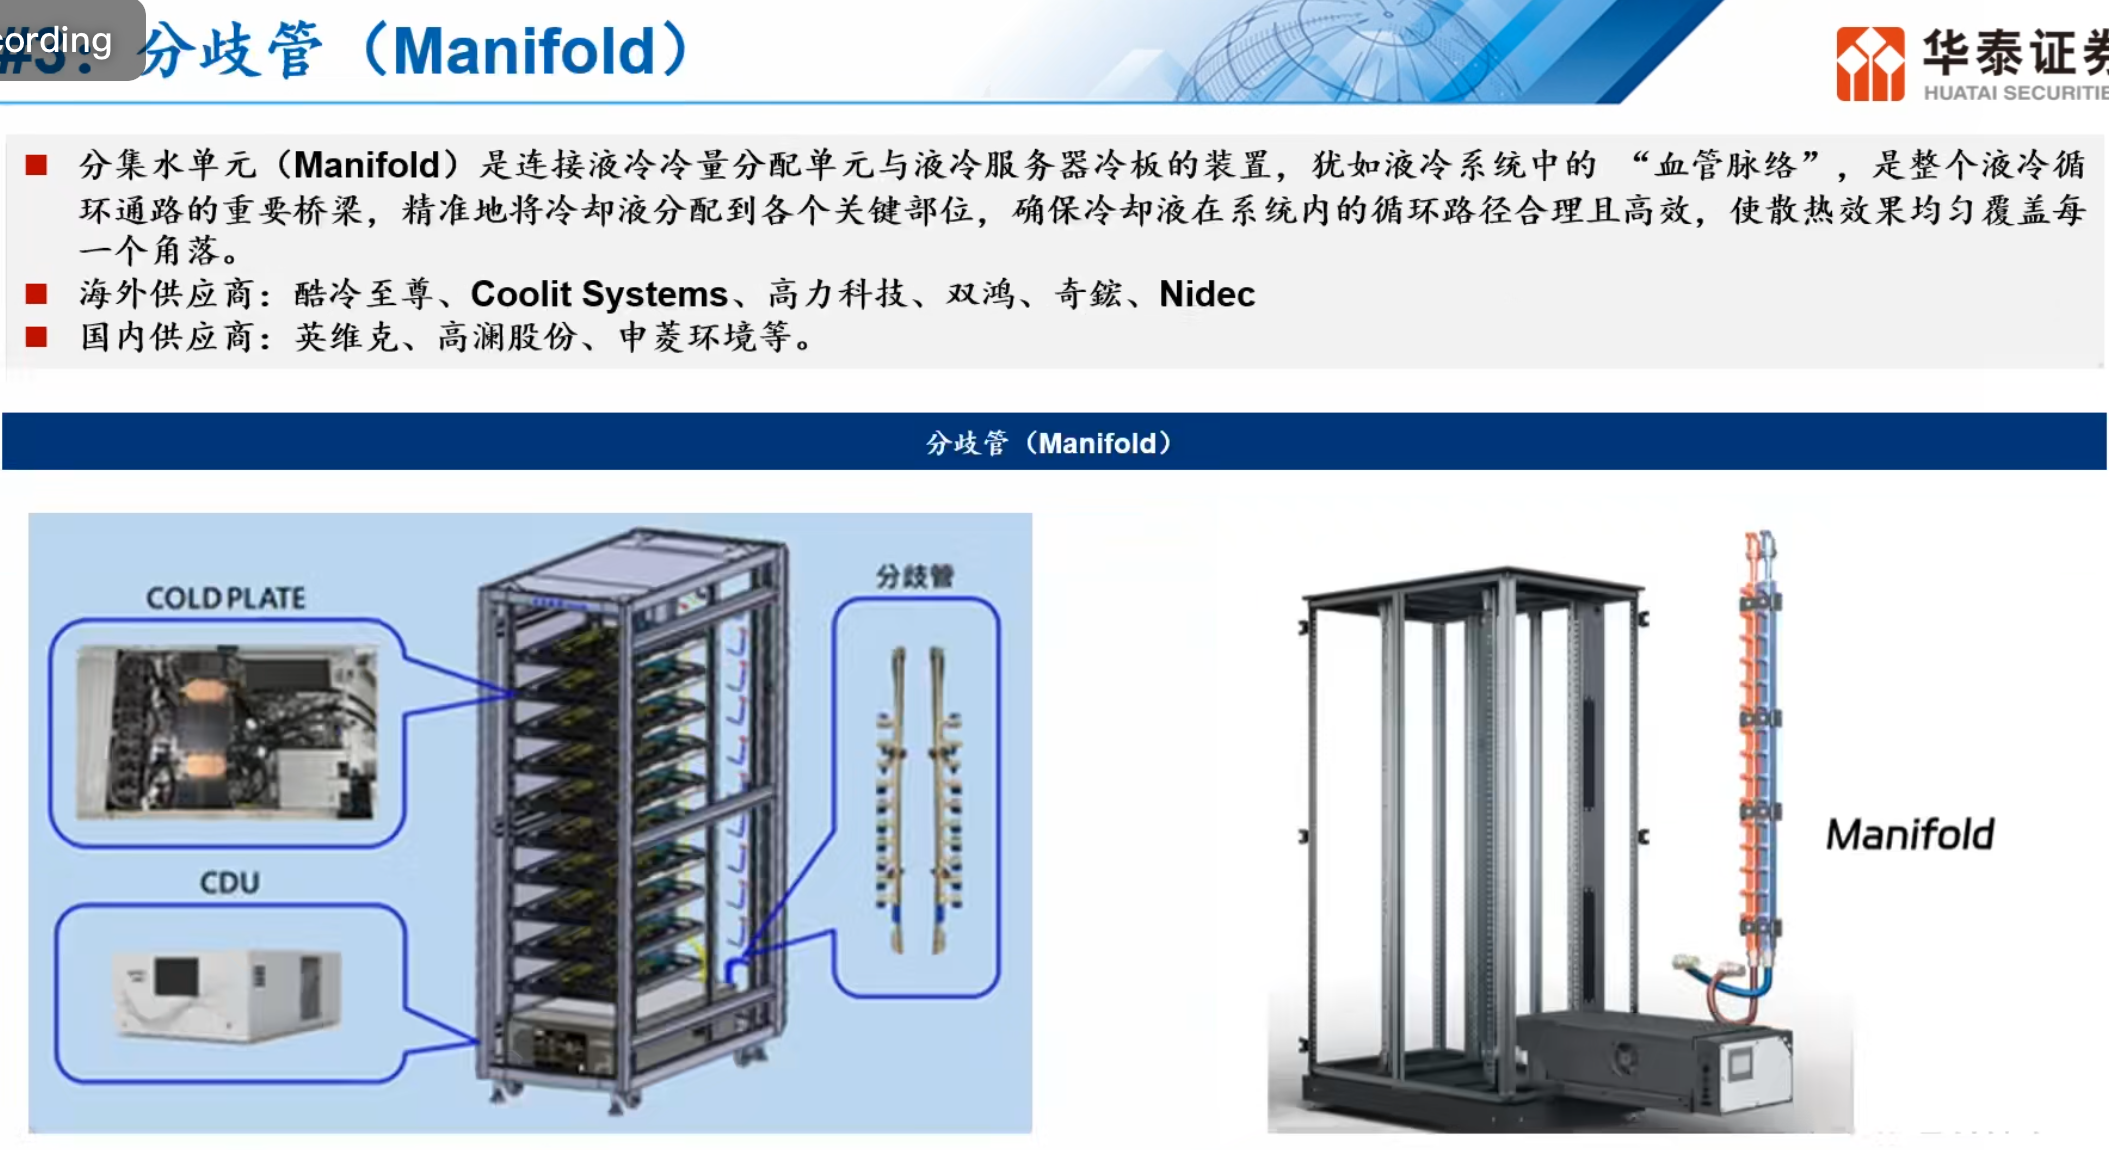 cording
#3：分歧管（Manifold）
华泰证券
HUATAI SECURITIE
分集水单元（Manifold）是连接液冷冷量分配单元与液冷服务器冷板的装置，犹如液冷系统中的“血管脉络”，是整个液冷循
环通路的重要桥梁，精准地将冷却液分配到各个关键部位，确保冷却液在系统内的循环路径合理且高效，使散热效果均匀覆盖每
一个角落。
海外供应商：酷冷至尊、Coolit Systems、高力科技、双鸿、奇鋐、Nidec
国内供应商：英维克、高澜股份、申菱环境等。
分歧管（Manifold）
COLD PLATE
分歧管
CDU
Manifold